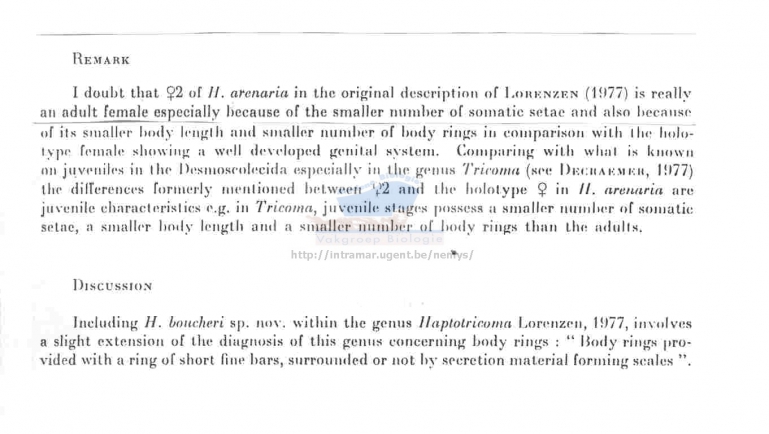 REMARK
I doubt that ♀2 of H. arenaria in the original description of LORENZEN (1977) is really
an adult female especially because of the smaller number of somatic setae and also because
of its smaller body length and smaller number of body rings in comparison with the holo-
type female showing a well developed genital system. Comparing with what is known
on juveniles in the Desmoscolecida especially in the genus Tricoma (see DECRAEMER, 1977)
the differences formerly mentioned between ♀2 and the holotype ♀ in H. arenaria are
juvenile characteristics e.g. in Tricoma, juvenile stages possess a smaller number of somatic
setae, a smaller body length and a smaller number of body rings than the adults.
Vakgroep biologie
http://intramar.ugent.be/nemys/
DISCUSSION
Including H. boucheri sp. nov. within the genus Haptotricoma Lorenzen, 1977, involves
a slight extension of the diagnosis of this genus concerning body rings : “ Body rings pro-
vided with a ring of short fine bars, surrounded or not by secretion material forming scales ”.